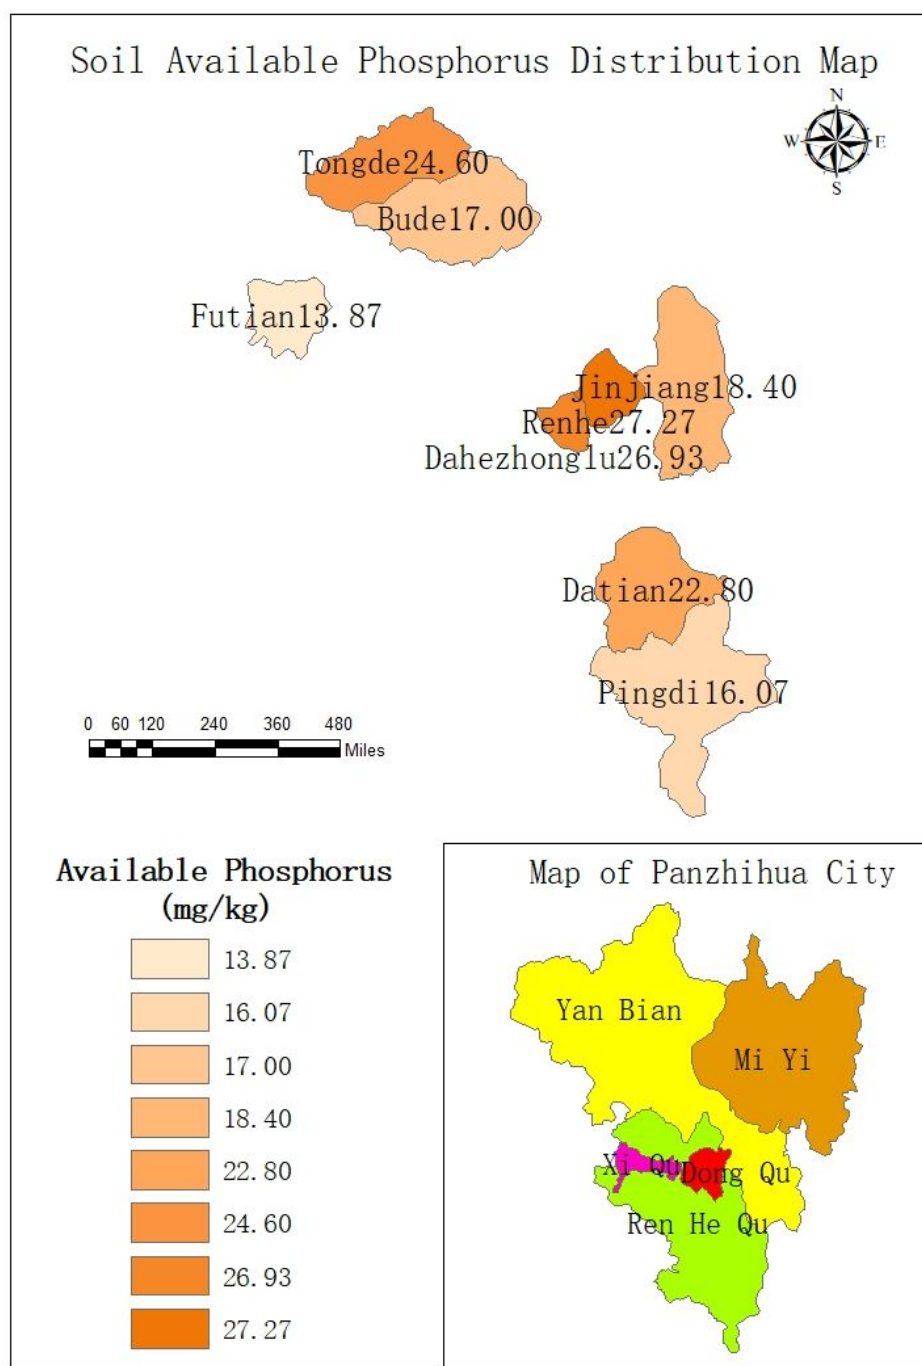 Soil Available Phosphorus Distribution Map
N
W E
S
Tongde24.60
Bude17.00
Futian13.87
Jinjiang18.40
Renhe27.27
Dahezhonglu26.93
Datian22.80
Pingdi16.07
0 60 120 240 360 480
Miles
Available Phosphorus
(mg/kg)
13.87
16.07
17.00
18.40
22.80
24.60
26.93
27.27
Map of Panzhihua City
Yan Bian
Mi Yi
Xi Qu
Dong Qu
Ren He Qu